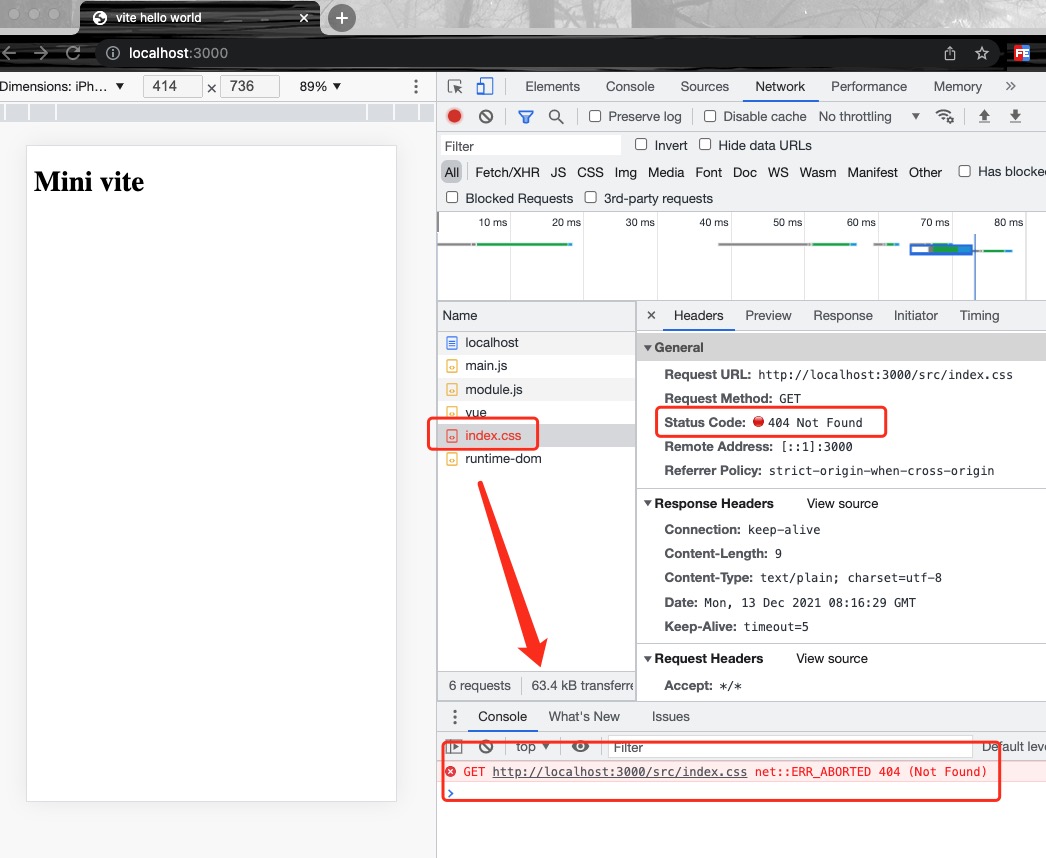 vite hello world
localhost:3000
FE
Dimensions: iPh... ▼ 414 × 736 89% ▼
Elements Console Sources Network Performance Memory »
Preserve log Disable cache No throttling ▼
Filter Invert Hide data URLs
All Fetch/XHR JS CSS Img Media Font Doc WS Wasm Manifest Other Has blocke
Blocked Requests 3rd-party requests
10 ms 20 ms 30 ms 40 ms 50 ms 60 ms 70 ms 80 ms
Mini vite
Name
localhost
main.js
module.js
vue
index.css
runtime-dom
6 requests 63.4 kB transferre
× Headers Preview Response Initiator Timing
General
Request URL: http://localhost:3000/src/index.css
Request Method: GET
Status Code: 404 Not Found
Remote Address: [::1]:3000
Referrer Policy: strict-origin-when-cross-origin
Response Headers View source
Connection: keep-alive
Content-Length: 9
Content-Type: text/plain; charset=utf-8
Date: Mon, 13 Dec 2021 08:16:29 GMT
Keep-Alive: timeout=5
Request Headers View source
Accept: */*
Console What's New Issues
top ▼ Filter Default leve
GET http://localhost:3000/src/index.css net::ERR_ABORTED 404 (Not Found)
>